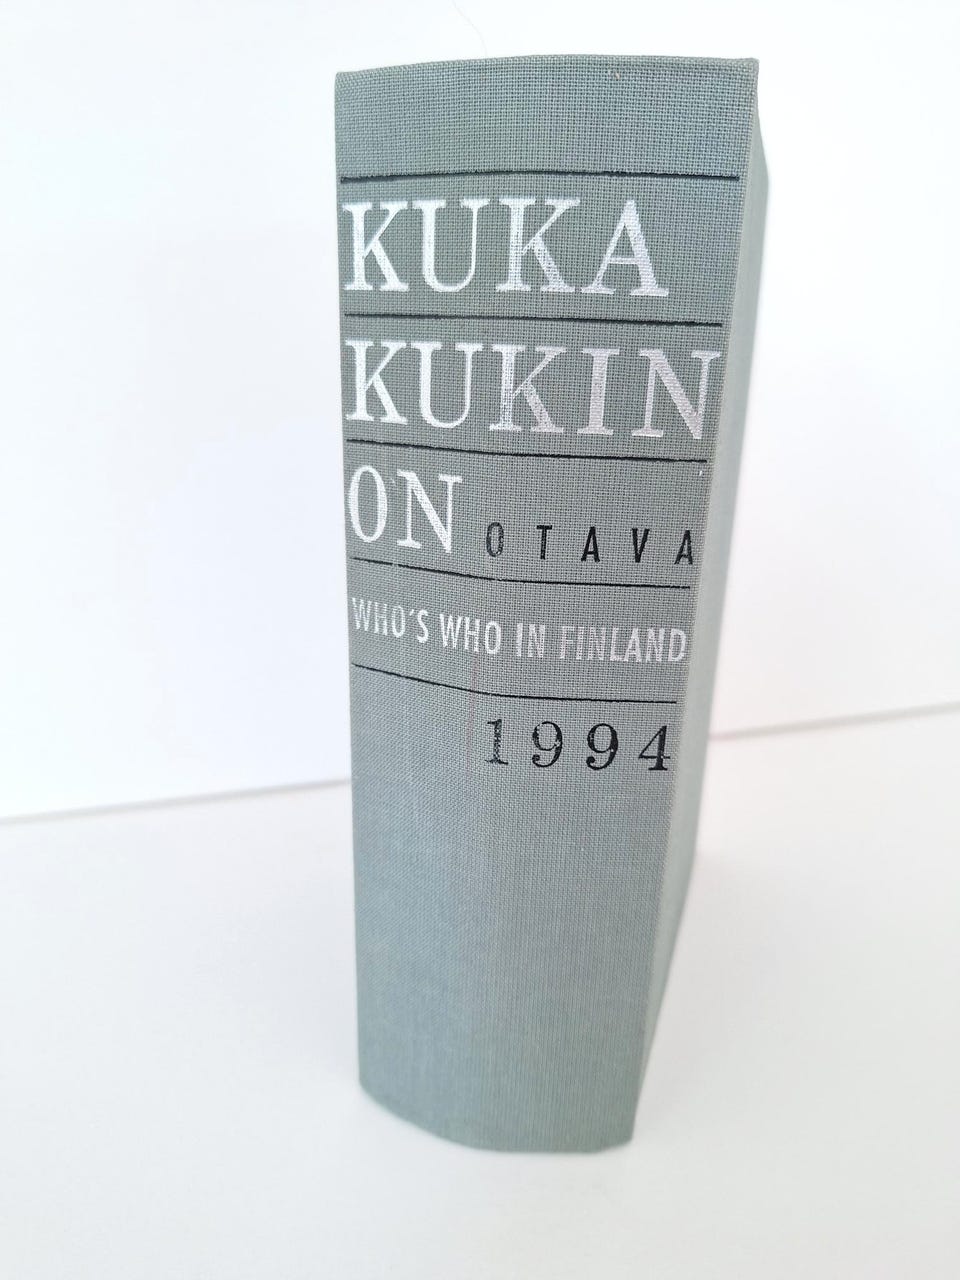 KUKA
KUKIN
ON OTAVA
WHO'S WHO IN FINLAND
1994